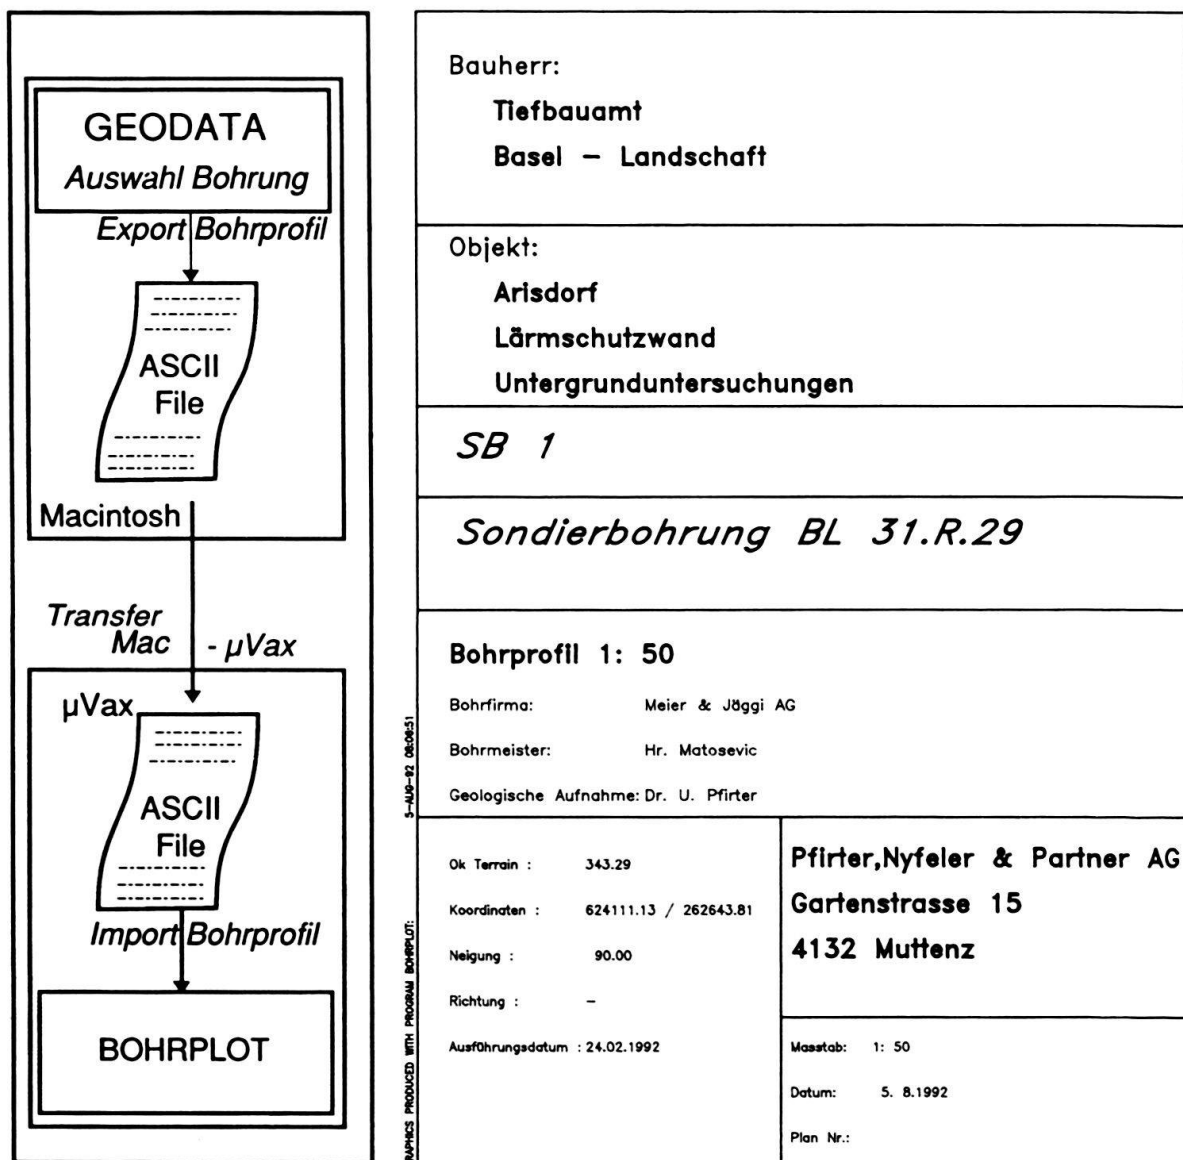 GEODATA
Auswahl Bohrung
Export Bohrprofil
ASCII
File
Macintosh
Transfer
Mac - µVax
µVax
ASCII
File
Import Bohrprofil
BOHRPLOT
RAPHICS PRODUCED WITH PROGRAM BOHRPLOT: 5-AUG-92 08:06:51
Bauherr:
Tiefbauamt
Basel – Landschaft
Objekt:
Arisdorf
Lärmschutzwand
Untergrunduntersuchungen
SB 1
Sondierbohrung BL 31.R.29
Bohrprofil 1: 50
Bohrfirma: Meier & Jäggi AG
Bohrmeister: Hr. Matosevic
Geologische Aufnahme: Dr. U. Pfirter
Ok Terrain : 343.29
Koordinaten : 624111.13 / 262643.81
Neigung : 90.00
Richtung : –
Ausführungsdatum : 24.02.1992
Pfirter,Nyfeler & Partner AG
Gartenstrasse 15
4132 Muttenz
Masstab: 1: 50
Datum: 5. 8.1992
Plan Nr.: